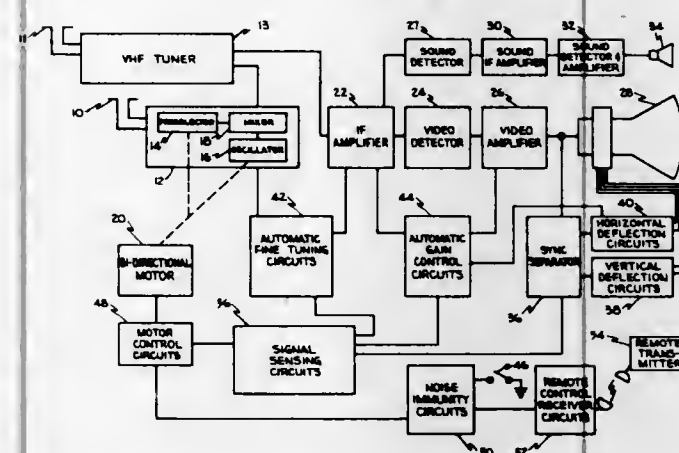 11
13
VHF TUNER
27
SOUND
DETECTOR
30
SOUND
IF AMPLIFIER
32
SOUND
DETECTOR &
AMPLIFIER
34
10
PRESELECTOR
MIXER
OSCILLATOR
14
18
16
12
22
IF
AMPLIFIER
24
VIDEO
DETECTOR
26
VIDEO
AMPLIFIER
28
20
BI-DIRECTIONAL
MOTOR
42
AUTOMATIC
FINE TUNING
CIRCUITS
44
AUTOMATIC
GAIN
CONTROL
CIRCUITS
SYNC
SEPARATOR
36
40
HORIZONTAL
DEFLECTION
CIRCUITS
VERTICAL
DEFLECTION
CIRCUITS
38
48
MOTOR
CONTROL
CIRCUITS
56
SIGNAL
SENSING
CIRCUITS
NOISE
IMMUNITY
CIRCUITS
46
REMOTE
CONTROL
RECEIVER
CIRCUITS
54
REMOTE
TRANS-
MITTER
50
52